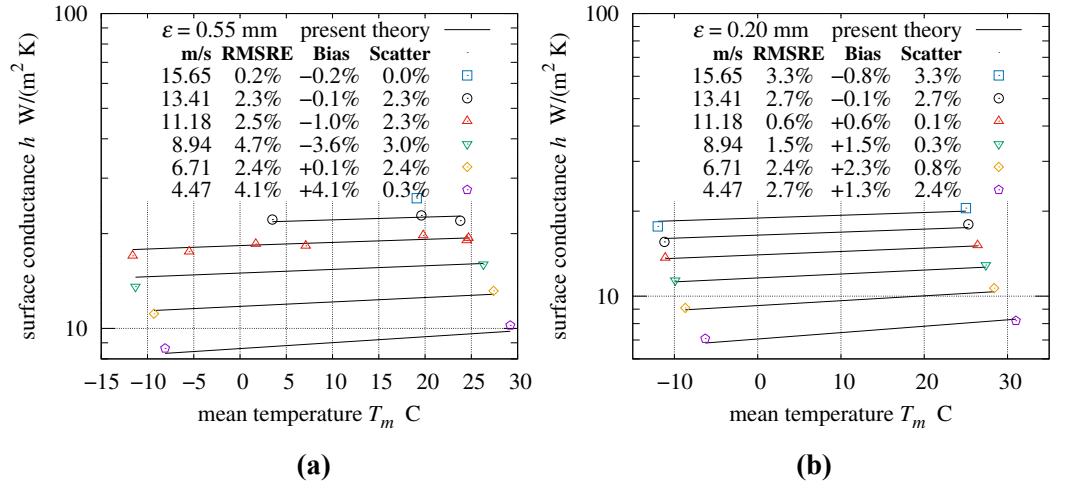 ε = 0.55 mm present theory
m/s RMSRE Bias Scatter
15.65 0.2% −0.2% 0.0%
13.41 2.3% −0.1% 2.3%
11.18 2.5% −1.0% 2.3%
8.94 4.7% −3.6% 3.0%
6.71 2.4% +0.1% 2.4%
4.47 4.1% +4.1% 0.3%
100
10
surface conductance h W/(m² K)
−15 −10 −5 0 5 10 15 20 25 30
mean temperature Tₘ C
(a)
ε = 0.20 mm present theory
m/s RMSRE Bias Scatter
15.65 3.3% −0.8% 3.3%
13.41 2.7% −0.1% 2.7%
11.18 0.6% +0.6% 0.1%
8.94 1.5% +1.5% 0.3%
6.71 2.4% +2.3% 0.8%
4.47 2.7% +1.3% 2.4%
100
10
surface conductance h W/(m² K)
−10 0 10 20 30
mean temperature Tₘ C
(b)